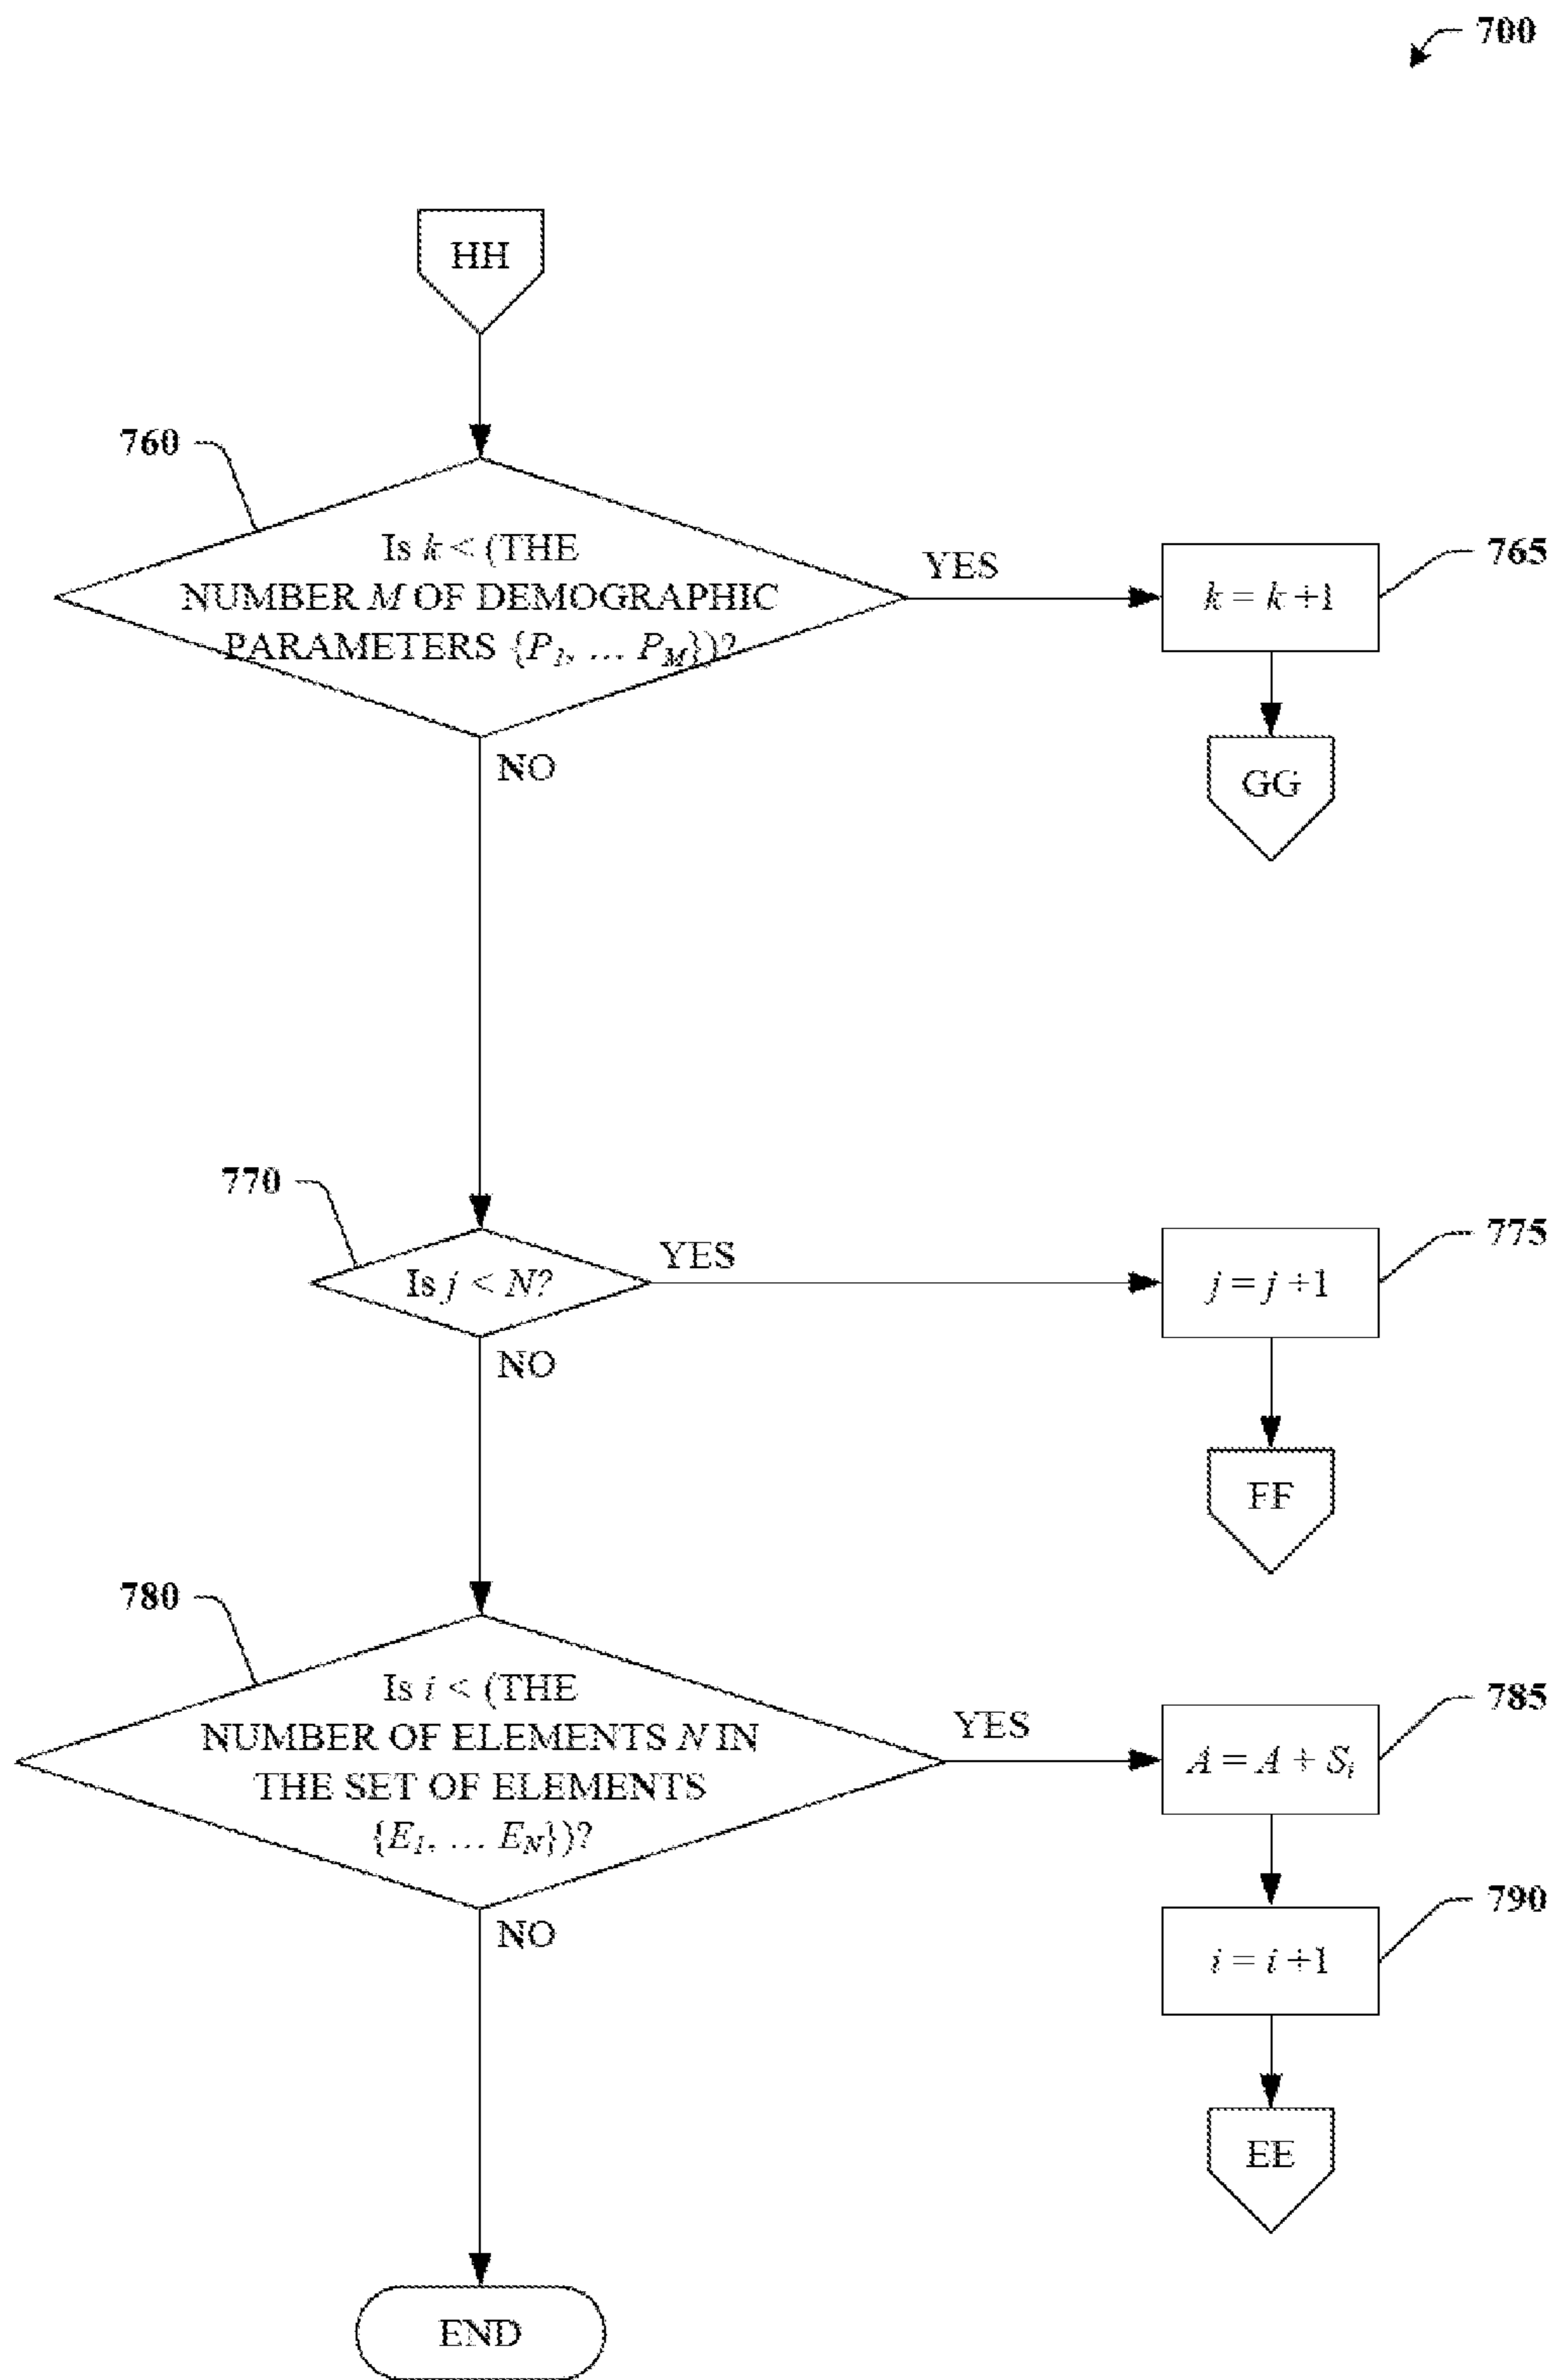 700
HH
760
Is k < (THE
NUMBER M OF DEMOGRAPHIC
PARAMETERS {P1, … PM})?
YES
k = k +1
765
GG
NO
770
Is j < N?
YES
j = j +1
775
FF
NO
780
Is i < (THE
NUMBER OF ELEMENTS N IN
THE SET OF ELEMENTS
{E1, … EN})?
YES
A = A + Si
785
i = i +1
790
EE
NO
END